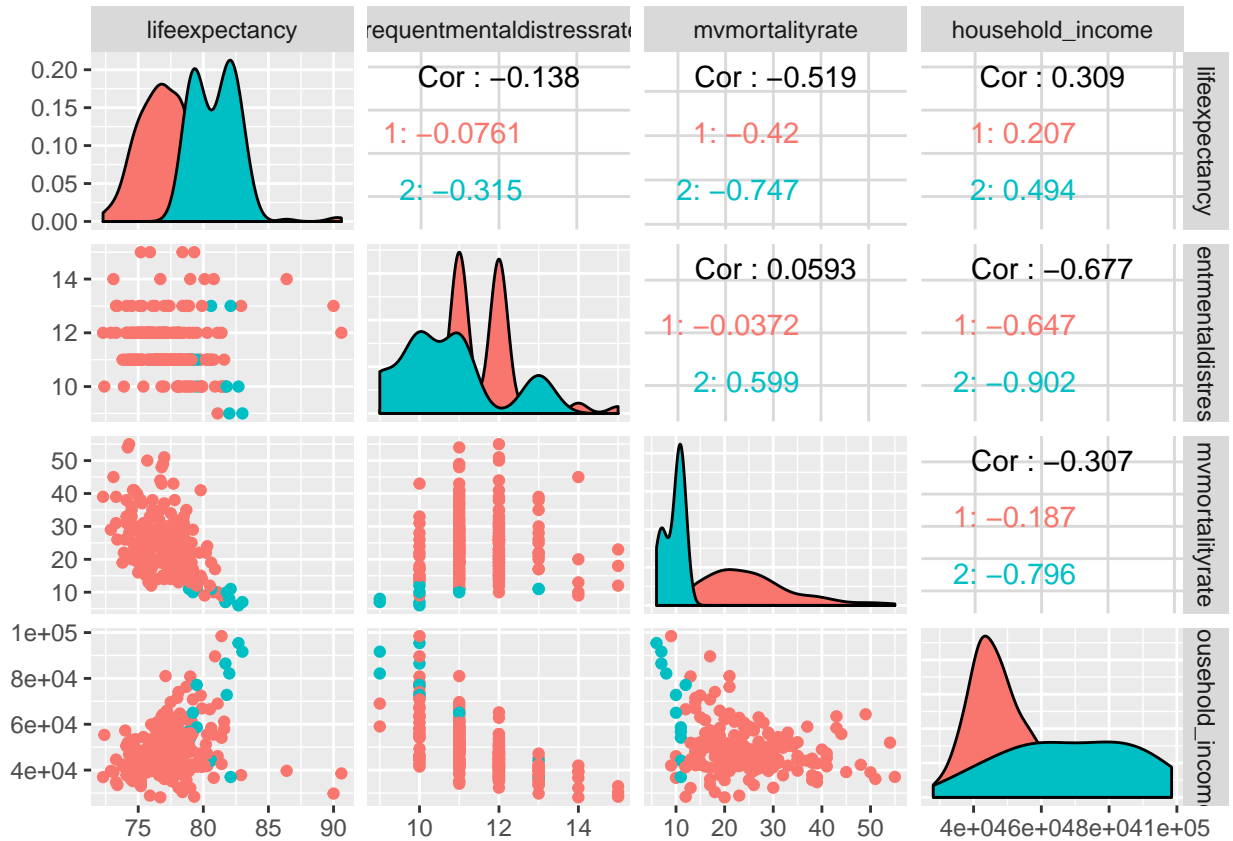 lifeexpectancy
requentmentaldistressrate
mvmortalityrate
household_income
0.20
0.15
0.10
0.05
0.00
Cor : −0.138
1: −0.0761
2: −0.315
Cor : −0.519
1: −0.42
2: −0.747
Cor : 0.309
1: 0.207
2: 0.494
lifeexpectancy
14
12
10
Cor : 0.0593
1: −0.0372
2: 0.599
Cor : −0.677
1: −0.647
2: −0.902
entmentaldistres
50
40
30
20
10
Cor : −0.307
1: −0.187
2: −0.796
mvmortalityrate
1e+05
8e+04
6e+04
4e+04
ousehold_incom
75 80 85 90
10 12 14
10 20 30 40 50
4e+046e+048e+041e+05